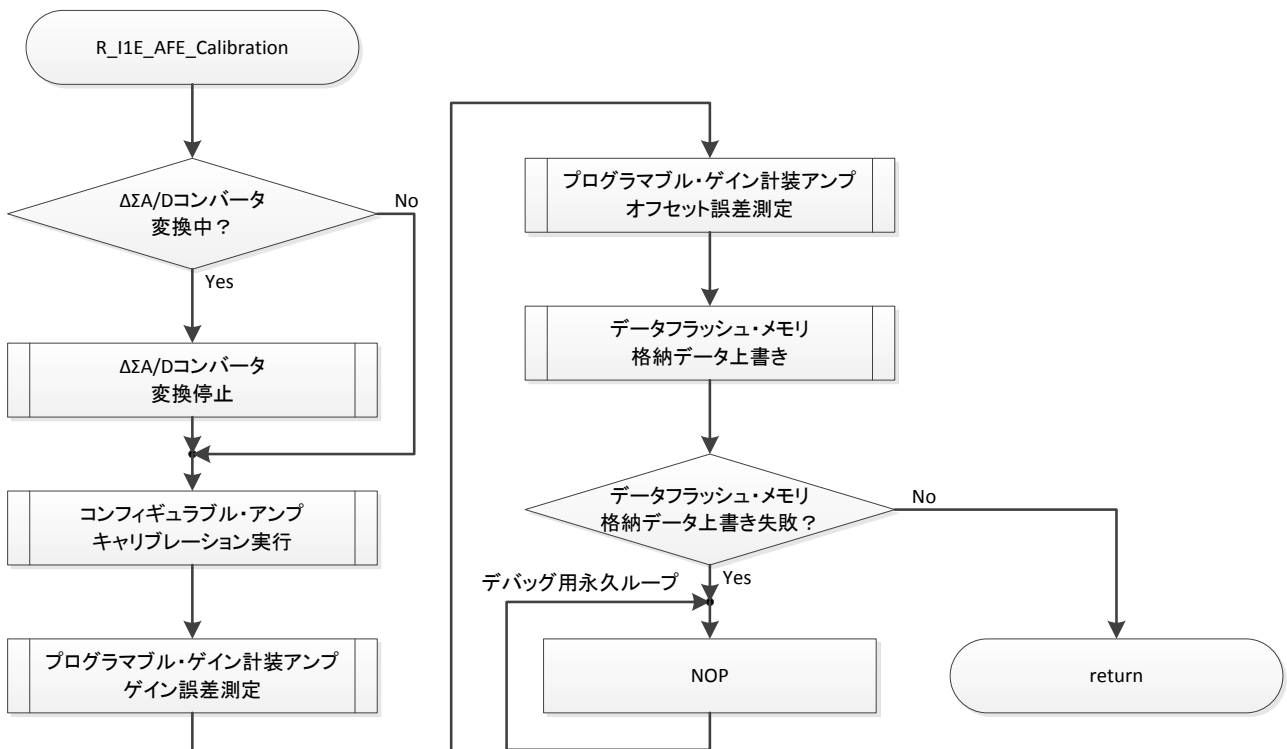 R_I1E_AFE_Calibration
ΔΣA/Dコンバータ
変換中?
No
Yes
ΔΣA/Dコンバータ
変換停止
コンフィギュラブル・アンプ
キャリブレーション実行
プログラマブル・ゲイン計装アンプ
ゲイン誤差測定
プログラマブル・ゲイン計装アンプ
オフセット誤差測定
データフラッシュ・メモリ
格納データ上書き
データフラッシュ・メモリ
格納データ上書き失敗?
No
Yes
デバッグ用永久ループ
NOP
return